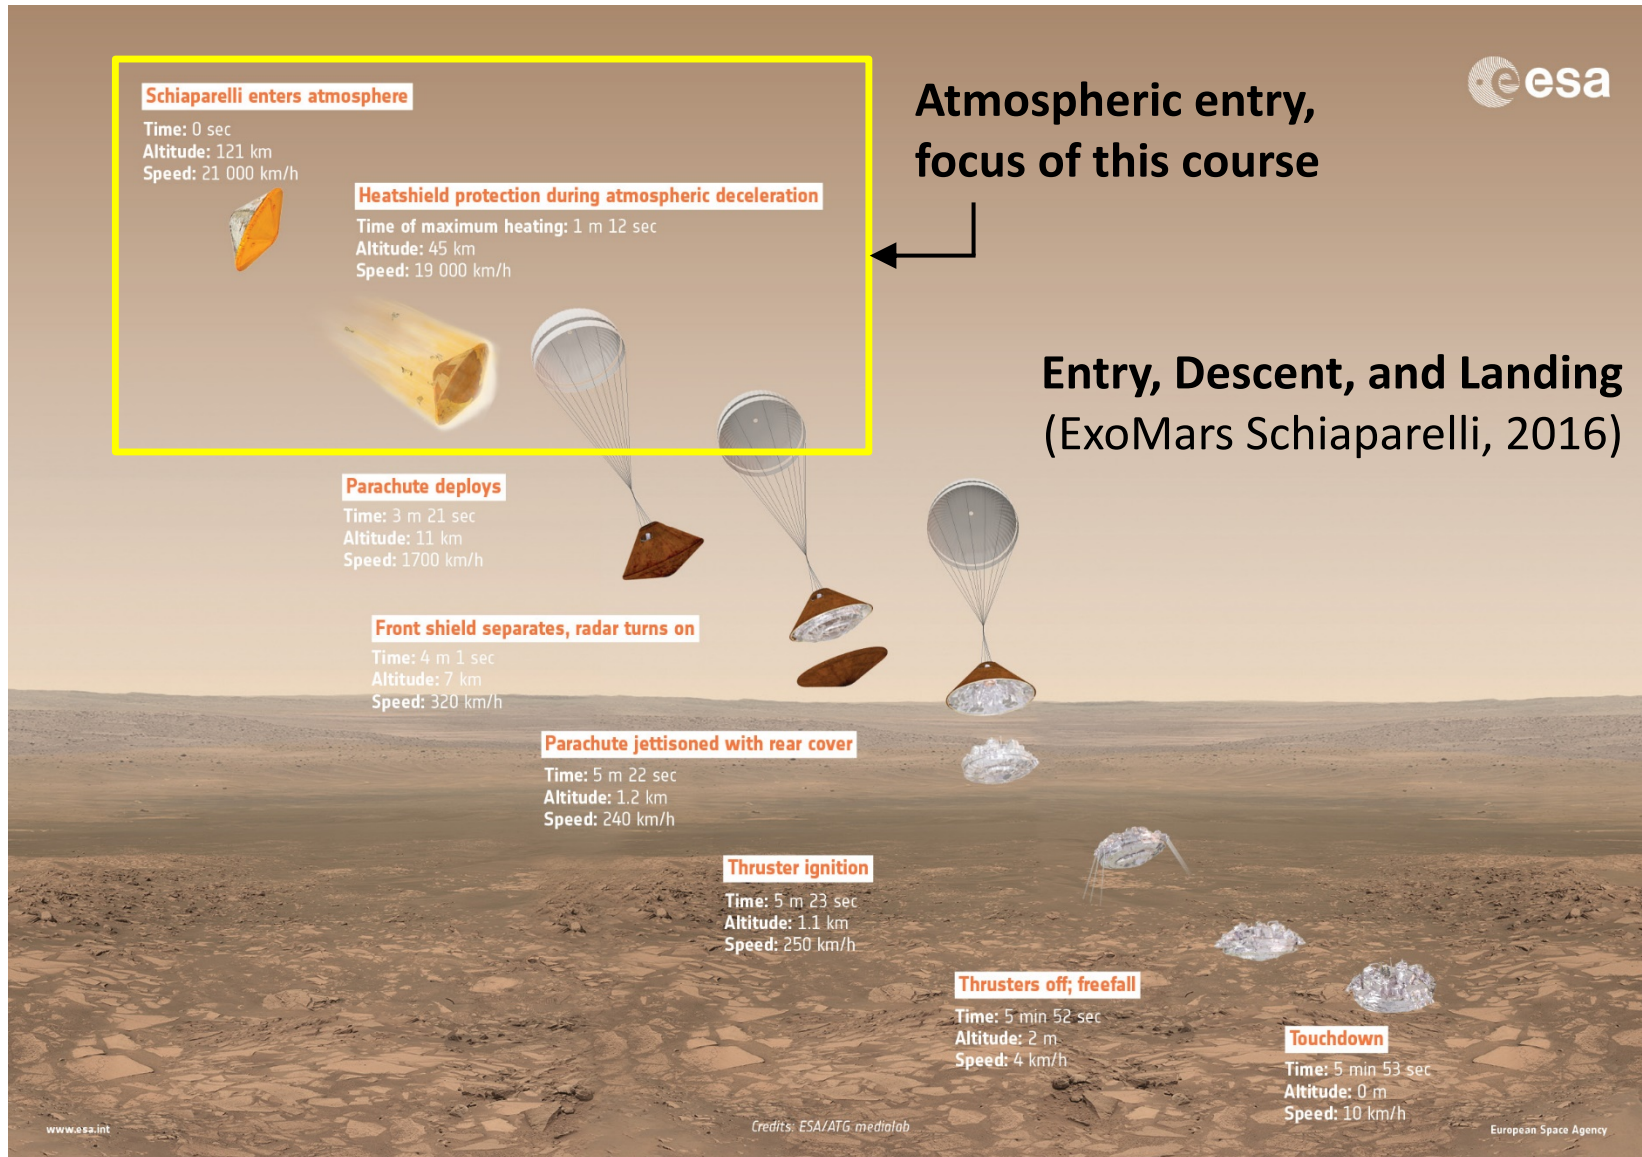 esa
Schiaparelli enters atmosphere
Time: 0 sec
Altitude: 121 km
Speed: 21 000 km/h
Atmospheric entry,
focus of this course
Heatshield protection during atmospheric deceleration
Time of maximum heating: 1 m 12 sec
Altitude: 45 km
Speed: 19 000 km/h
Entry, Descent, and Landing
(ExoMars Schiaparelli, 2016)
Parachute deploys
Time: 3 m 21 sec
Altitude: 11 km
Speed: 1700 km/h
Front shield separates, radar turns on
Time: 4 m 1 sec
Altitude: 7 km
Speed: 320 km/h
Parachute jettisoned with rear cover
Time: 5 m 22 sec
Altitude: 1.2 km
Speed: 240 km/h
Thruster ignition
Time: 5 m 23 sec
Altitude: 1.1 km
Speed: 250 km/h
Thrusters off; freefall
Time: 5 min 52 sec
Altitude: 2 m
Speed: 4 km/h
Touchdown
Time: 5 min 53 sec
Altitude: 0 m
Speed: 10 km/h
www.esa.int
Credits: ESA/ATG medialab
European Space Agency